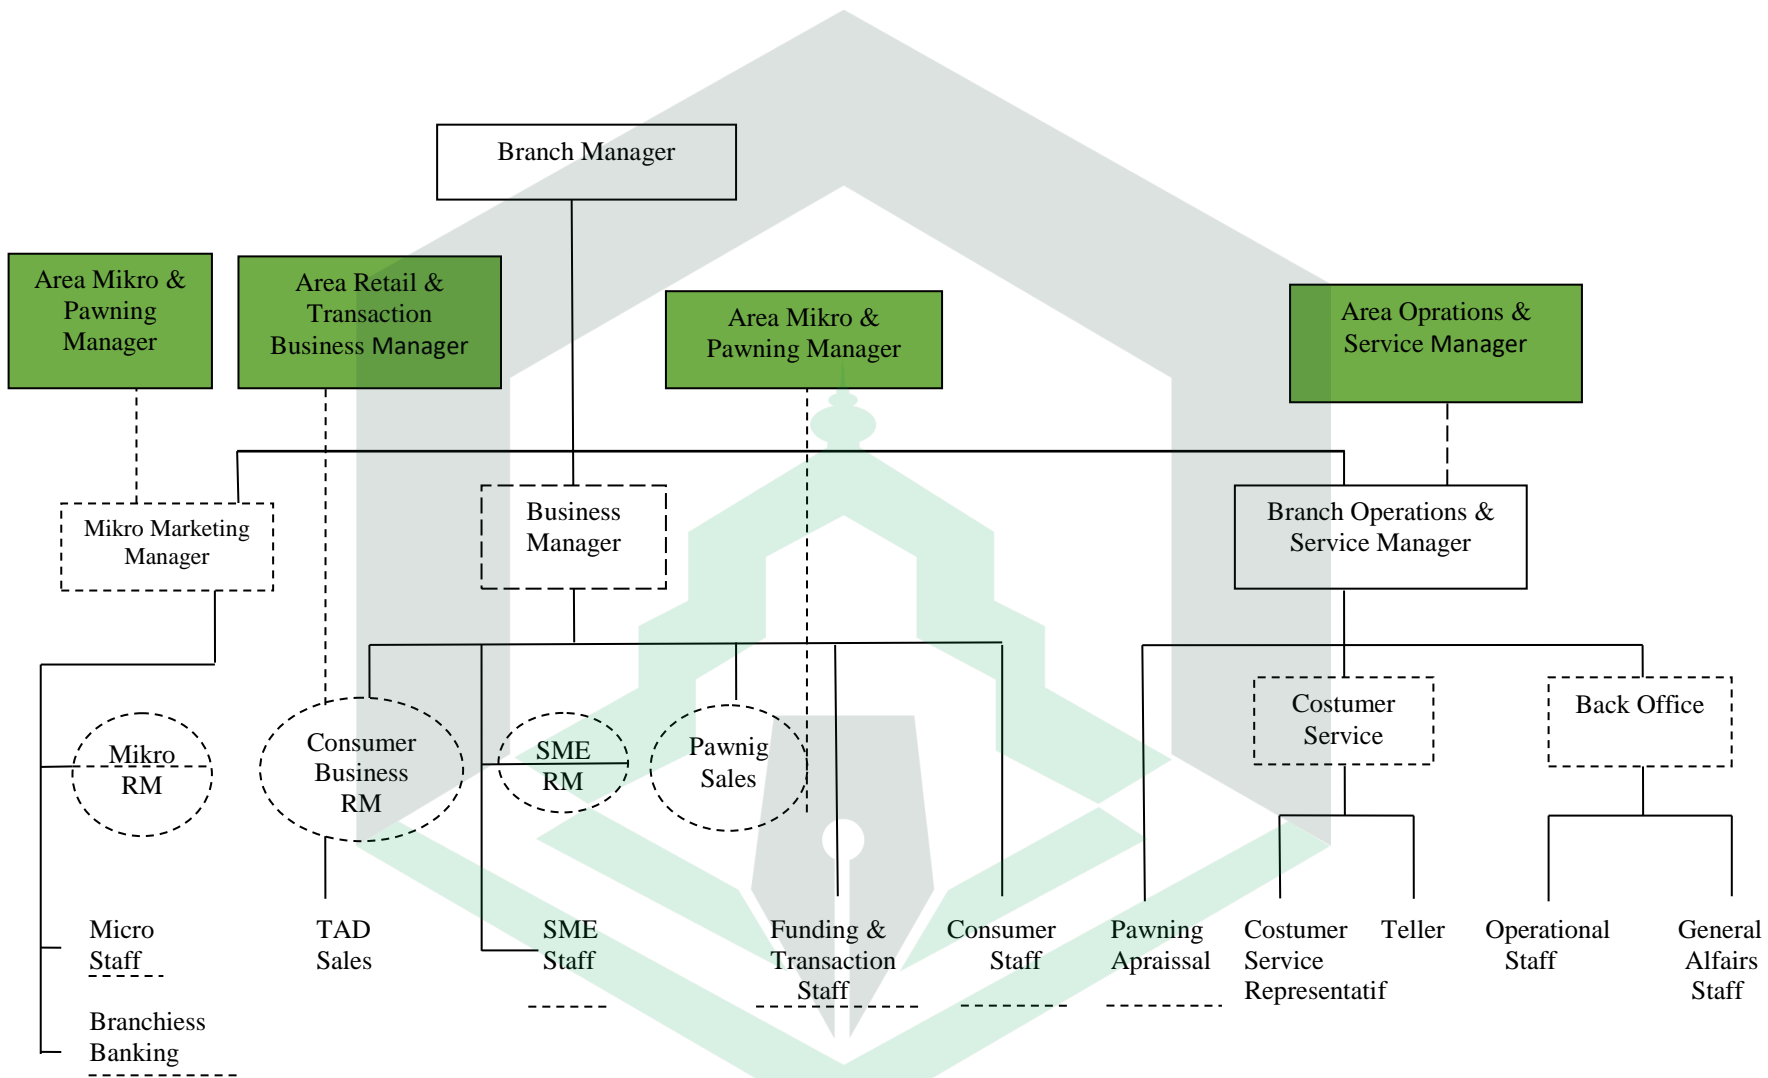 Branch Manager
Area Mikro &
Pawning
Manager
Area Retail &
Transaction
Business Manager
Area Mikro &
Pawning Manager
Area Oprations &
Service Manager
Mikro Marketing
Manager
Business
Manager
Branch Operations &
Service Manager
Mikro
RM
Consumer
Business
RM
SME
RM
Pawnig
Sales
Costumer
Service
Back Office
Micro
Staff
TAD
Sales
SME
Staff
Funding &
Transaction
Staff
Consumer
Staff
Pawning
Apraissal
Costumer
Service
Representatif
Teller
Operational
Staff
General
Alfairs
Staff
Branchiess
Banking